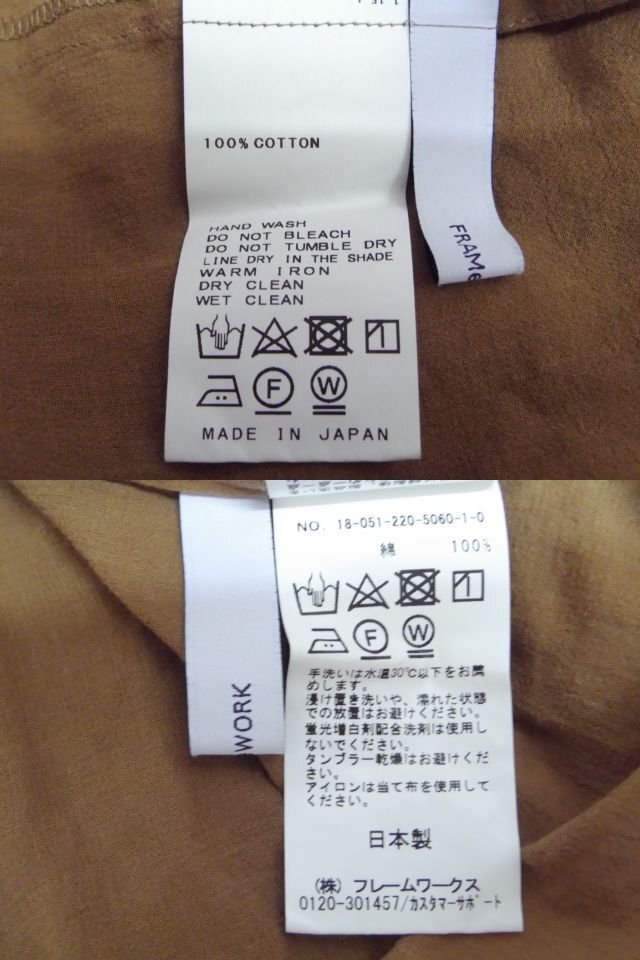 100% COTTON
HAND WASH
DO NOT BLEACH
DO NOT TUMBLE DRY
LINE DRY IN THE SHADE
WARM IRON
DRY CLEAN
WET CLEAN
F W
MADE IN JAPAN
FRAMe
WORK
NO. 18-051-220-5060-1-0
綿 100%
F W
手洗いは水温30℃以下をお薦
めします。
浸け置き洗いや、濡れた状態
での放置はお避けください。
蛍光増白剤配合洗剤は使用し
ないでください。
タンブラー乾燥はお避けくだ
さい。
アイロンは当て布を使用して
ください。
日本製
(株) フレームワークス
0120-301457/カスタマーサポート